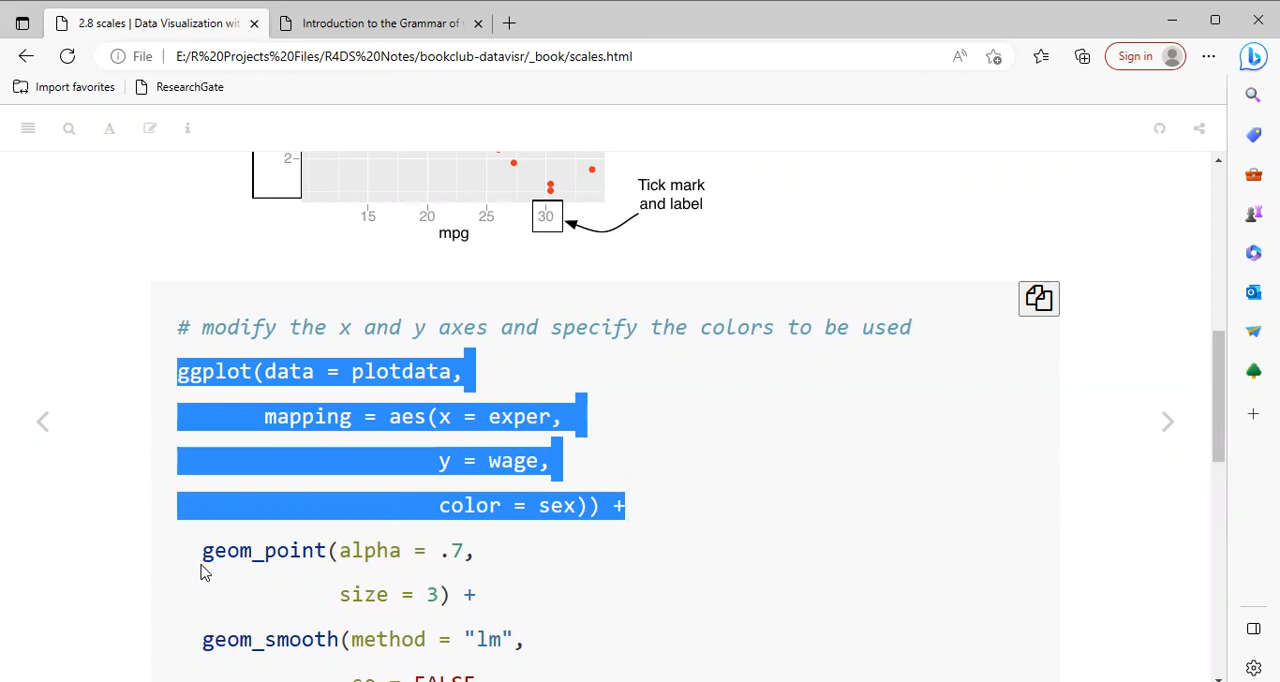 2.8 scales | Data Visualization wit
Introduction to the Grammar of
File
E:/R%20Projects%20Files/R4DS%20Notes/bookclub-datavisr/_book/scales.html
Sign in
Import favorites
ResearchGate
2
15 20 25 30
mpg
Tick mark
and label
# modify the x and y axes and specify the colors to be used
ggplot(data = plotdata,
mapping = aes(x = exper,
y = wage,
color = sex)) +
geom_point(alpha = .7,
size = 3) +
geom_smooth(method = "lm",
se = FALSE